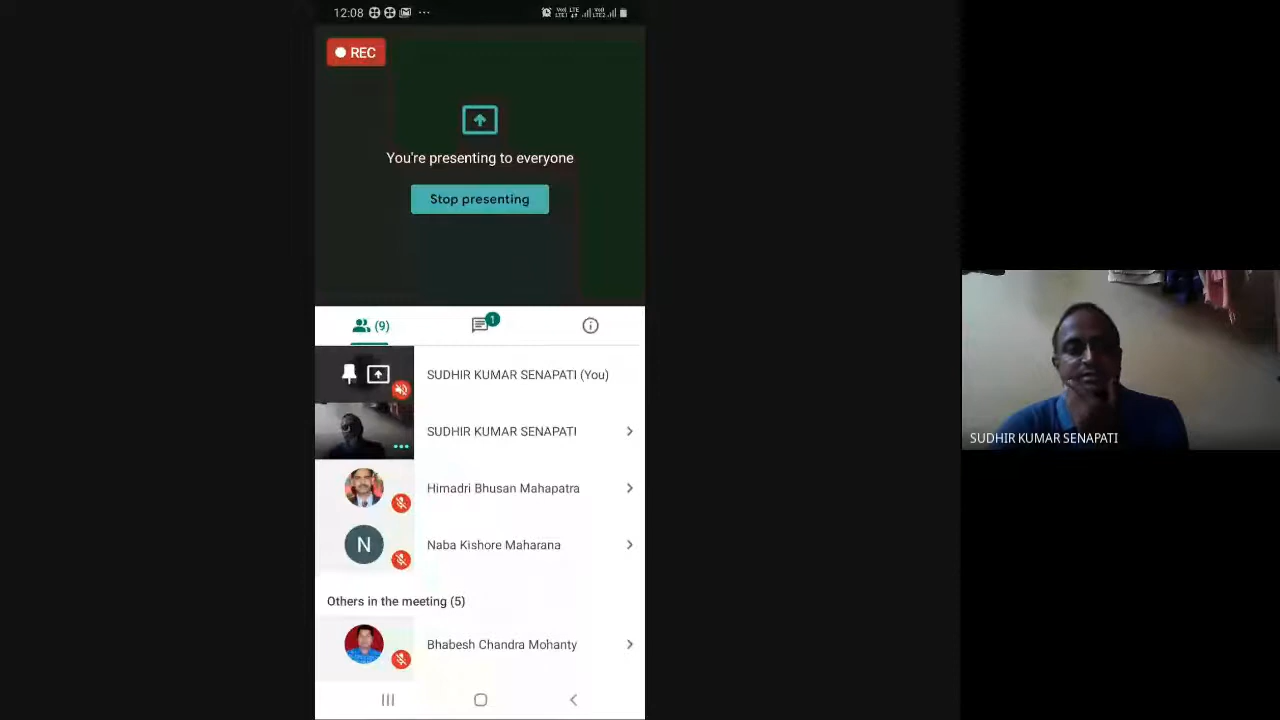 12:08
REC
You're presenting to everyone
Stop presenting
(9)
1
SUDHIR KUMAR SENAPATI (You)
SUDHIR KUMAR SENAPATI
Himadri Bhusan Mahapatra
N
Naba Kishore Maharana
Others in the meeting (5)
Bhabesh Chandra Mohanty
SUDHIR KUMAR SENAPATI